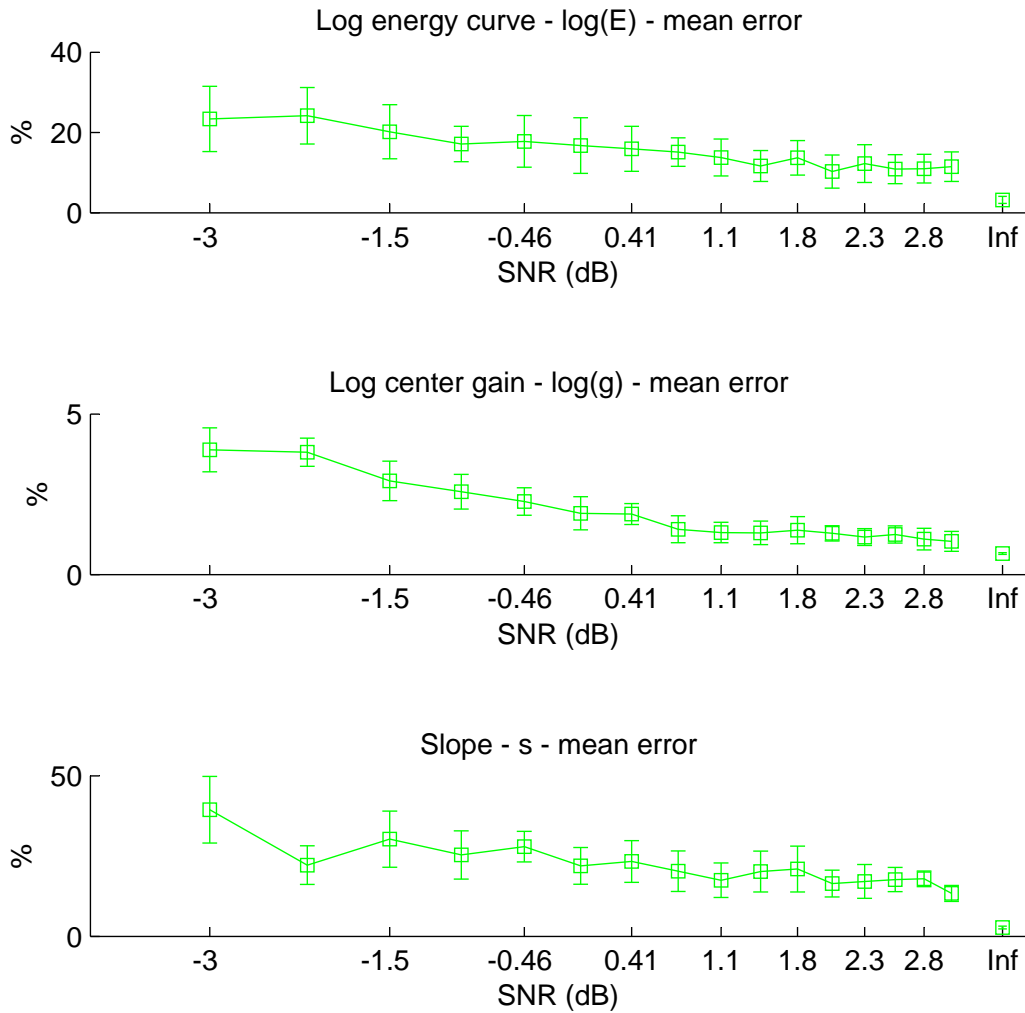 Log energy curve - log(E) - mean error
40
20
0
%
-3 -1.5 -0.46 0.41 1.1 1.8 2.3 2.8 Inf
SNR (dB)
Log center gain - log(g) - mean error
5
0
%
-3 -1.5 -0.46 0.41 1.1 1.8 2.3 2.8 Inf
SNR (dB)
Slope - s - mean error
50
0
%
-3 -1.5 -0.46 0.41 1.1 1.8 2.3 2.8 Inf
SNR (dB)